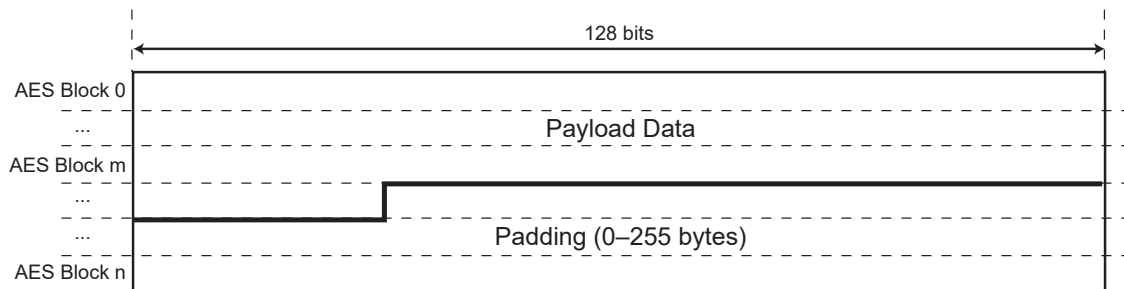 128 bits
AES Block 0
...
Payload Data
AES Block m
...
...
Padding (0–255 bytes)
AES Block n